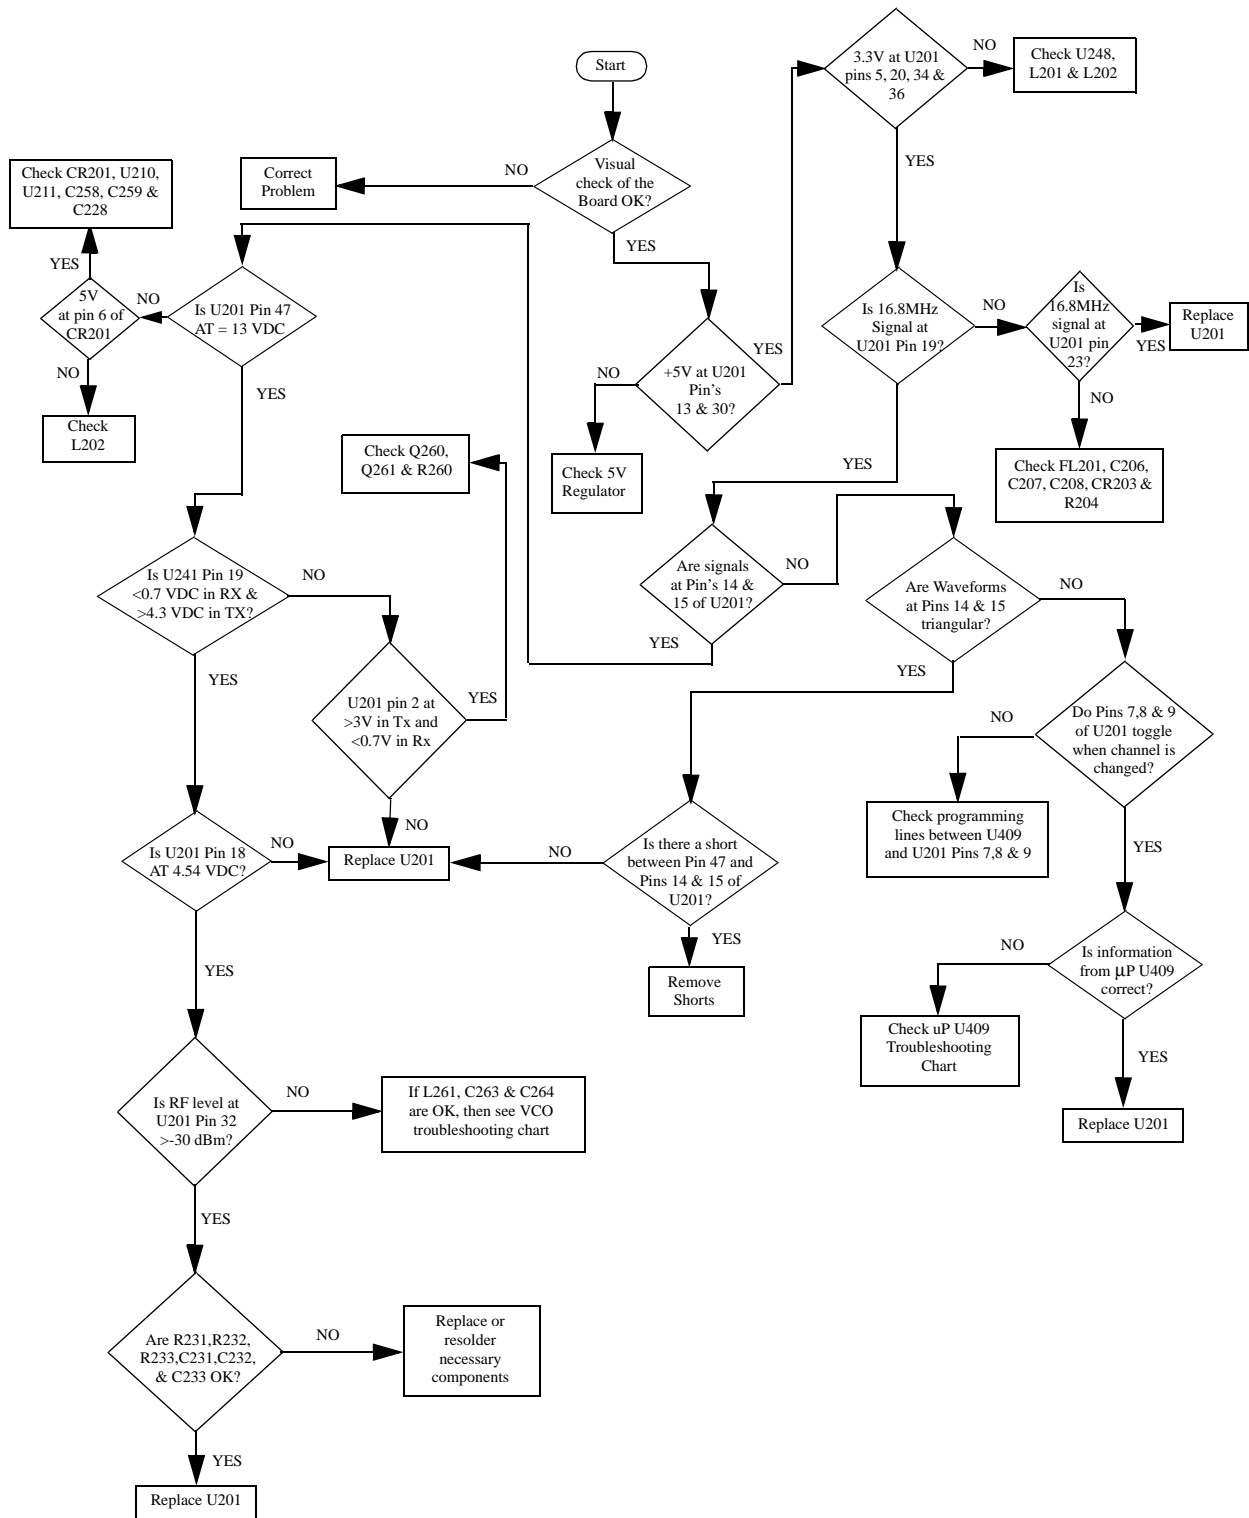 Start
Visual
check of the
Board OK?
NO
Correct
Problem
YES
+5V at U201
Pin's
13 & 30?
NO
Check 5V
Regulator
YES
3.3V at U201
pins 5, 20, 34 &
36
NO
Check U248,
L201 & L202
YES
Is 16.8MHz
Signal at
U201 Pin 19?
NO
Is
16.8MHz
signal at
U201 pin
23?
YES
Replace
U201
NO
Check FL201, C206,
C207, C208, CR203 &
R204
YES
Are signals
at Pin's 14 &
15 of U201?
NO
Are Waveforms
at Pins 14 & 15
triangular?
NO
Do Pins 7,8 & 9
of U201 toggle
when channel is
changed?
NO
Check programming
lines between U409
and U201 Pins 7,8 & 9
YES
Is information
from μP U409
correct?
NO
Check uP U409
Troubleshooting
Chart
YES
Replace U201
YES
Is there a short
between Pin 47 and
Pins 14 & 15 of
U201?
NO
Replace U201
YES
Remove
Shorts
YES
Is U201 Pin 47
AT = 13 VDC
NO
5V
at pin 6 of
CR201
YES
Check CR201, U210,
U211, C258, C259 &
C228
NO
Check
L202
YES
Is U241 Pin 19
<0.7 VDC in RX &
>4.3 VDC in TX?
NO
U201 pin 2 at
>3V in Tx and
<0.7V in Rx
YES
Check Q260,
Q261 & R260
NO
YES
Is U201 Pin 18
AT 4.54 VDC?
NO
YES
Is RF level at
U201 Pin 32
>-30 dBm?
NO
If L261, C263 & C264
are OK, then see VCO
troubleshooting chart
YES
Are R231,R232,
R233,C231,C232,
& C233 OK?
NO
Replace or
resolder
necessary
components
YES
Replace U201